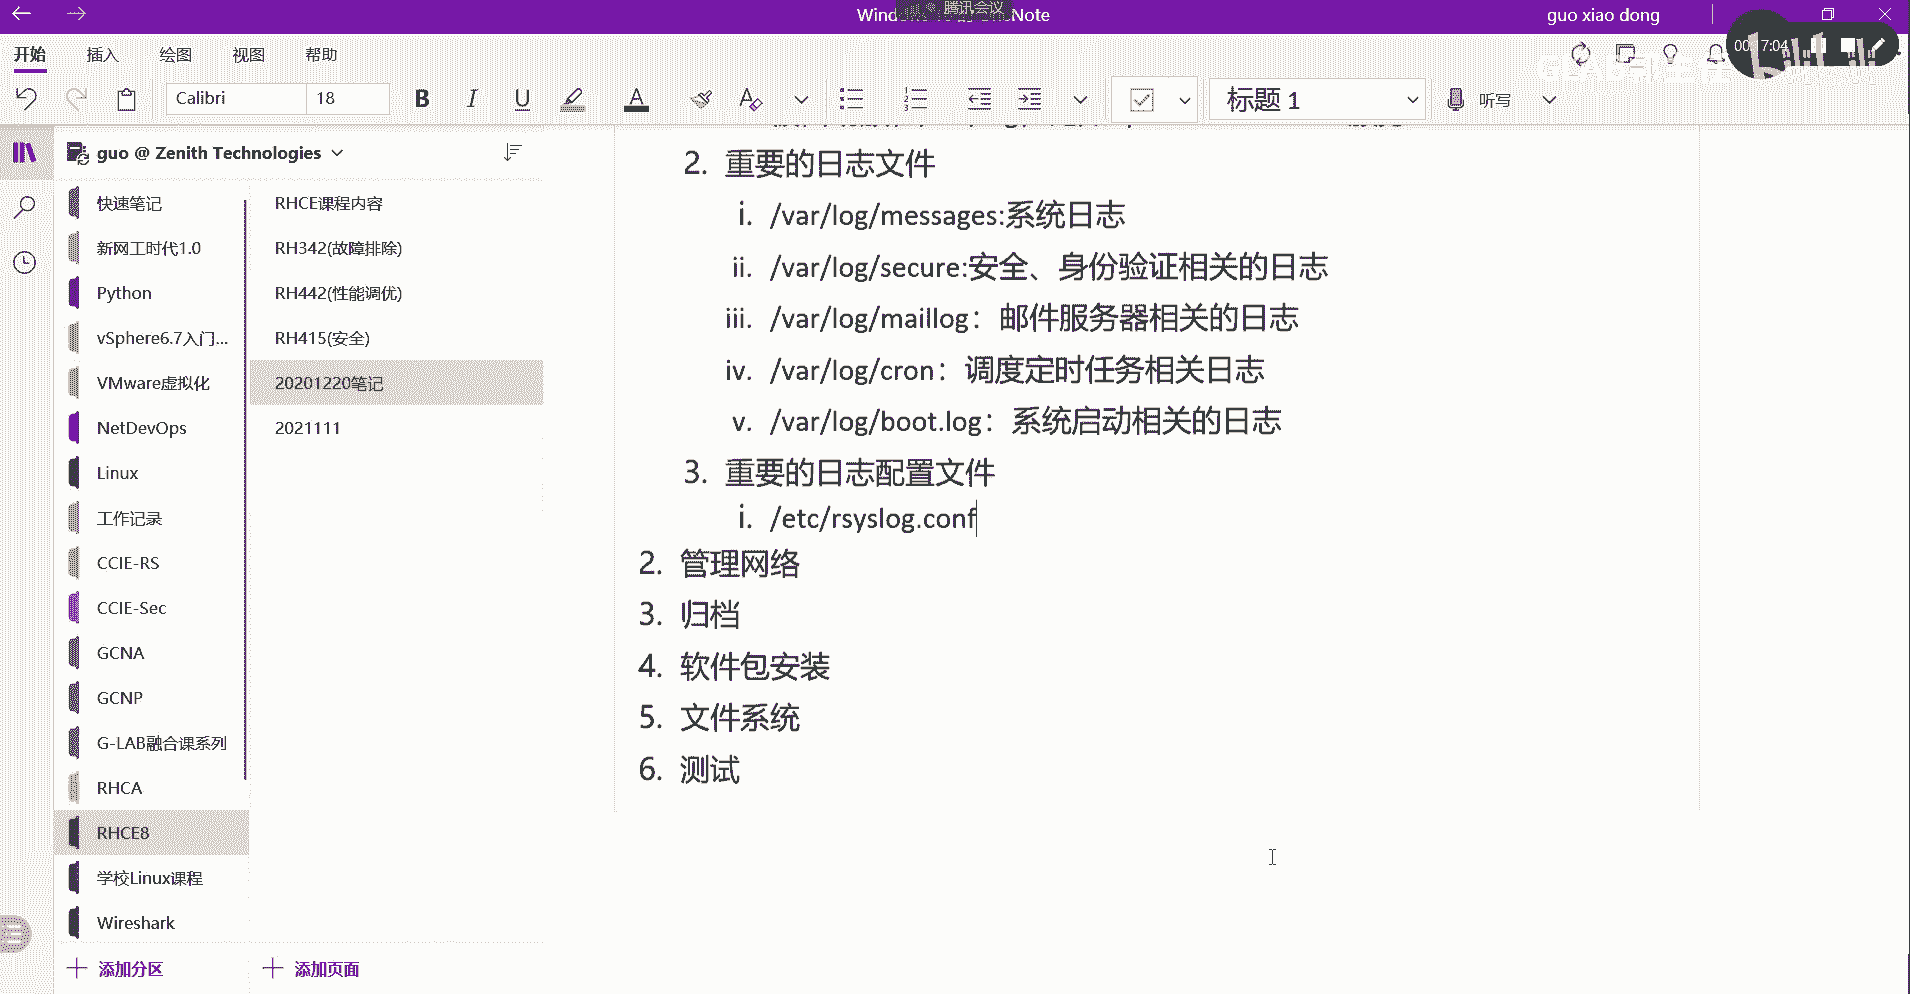 腾讯会议
Note
guo xiao dong
00:17:04
开始 插入 绘图 视图 帮助
Calibri 18 B I U A 标题 1 听写
guo @ Zenith Technologies
快速笔记
新网工时代1.0
Python
vSphere6.7入门...
VMware虚拟化
NetDevOps
Linux
工作记录
CCIE-RS
CCIE-Sec
GCNA
GCNP
G-LAB融合课系列
RHCA
RHCE8
学校Linux课程
Wireshark
添加分区
RHCE课程内容
RH342(故障排除)
RH442(性能调优)
RH415(安全)
20201220笔记
2021111
添加页面
2. 重要的日志文件
i. /var/log/messages:系统日志
ii. /var/log/secure:安全、身份验证相关的日志
iii. /var/log/maillog：邮件服务器相关的日志
iv. /var/log/cron：调度定时任务相关日志
v. /var/log/boot.log：系统启动相关的日志
3. 重要的日志配置文件
i. /etc/rsyslog.conf
2. 管理网络
3. 归档
4. 软件包安装
5. 文件系统
6. 测试